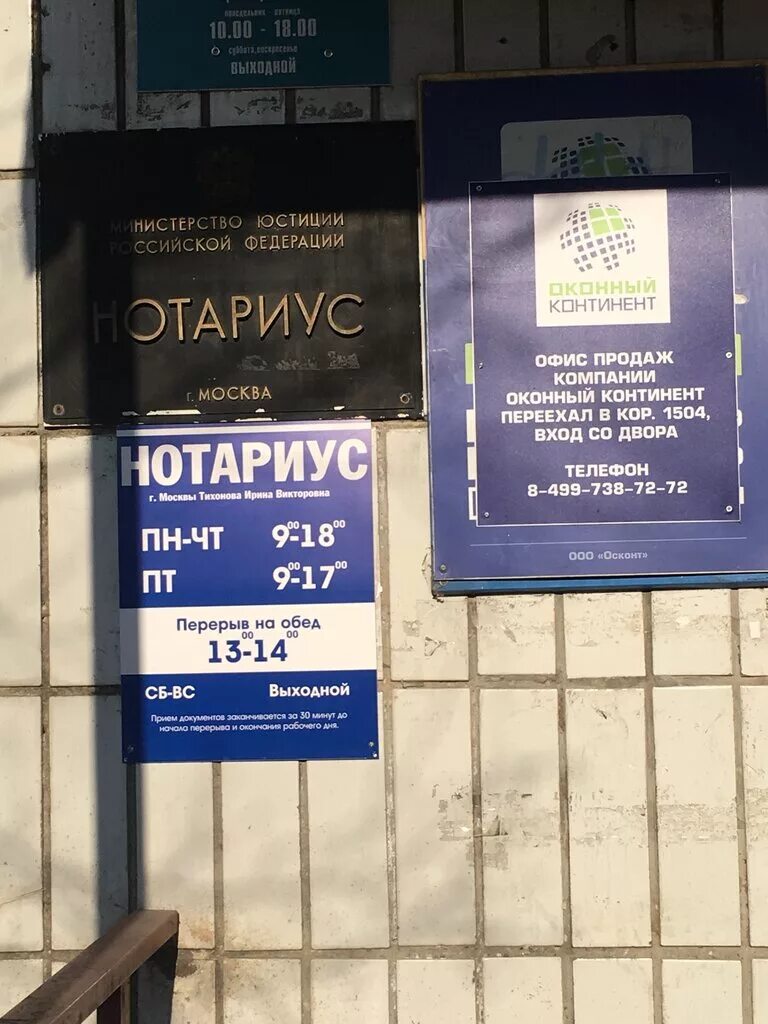 понедельник - пятница
10.00 - 18.00
суббота, воскресенье
ВЫХОДНОЙ
МИНИСТЕРСТВО ЮСТИЦИИ
РОССИЙСКОЙ ФЕДЕРАЦИИ
НОТАРИУС
г. МОСКВА
НОТАРИУС
г. Москвы Тихонова Ирина Викторовна
ПН-ЧТ 9⁰⁰-18⁰⁰
ПТ 9⁰⁰-17⁰⁰
Перерыв на обед
13⁰⁰-14⁰⁰
СБ-ВС Выходной
Прием документов заканчивается за 30 минут до
начала перерыва и окончания рабочего дня.
ОКОННЫЙ
КОНТИНЕНТ
ОФИС ПРОДАЖ
КОМПАНИИ
ОКОННЫЙ КОНТИНЕНТ
ПЕРЕЕХАЛ В КОР. 1504,
ВХОД СО ДВОРА
ТЕЛЕФОН
8-499-738-72-72
ООО «Осконт»